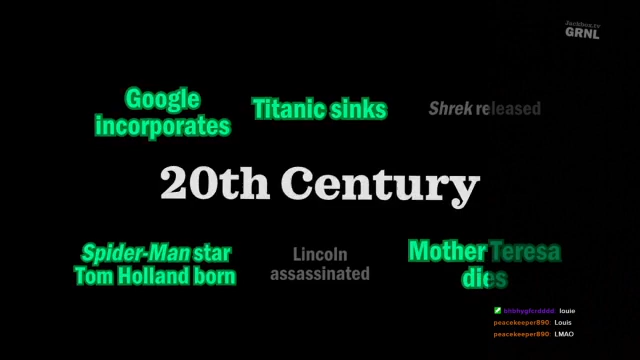 Jackbox.tv
GRNL
Google
incorporates
Titanic sinks
Shrek released
20th Century
Spider-Man star
Tom Holland born
Lincoln
assassinated
Mother Teresa
dies
bhbhygfcrdddd louie
peacekeeper890 Louis
peacekeeper890 LMAO